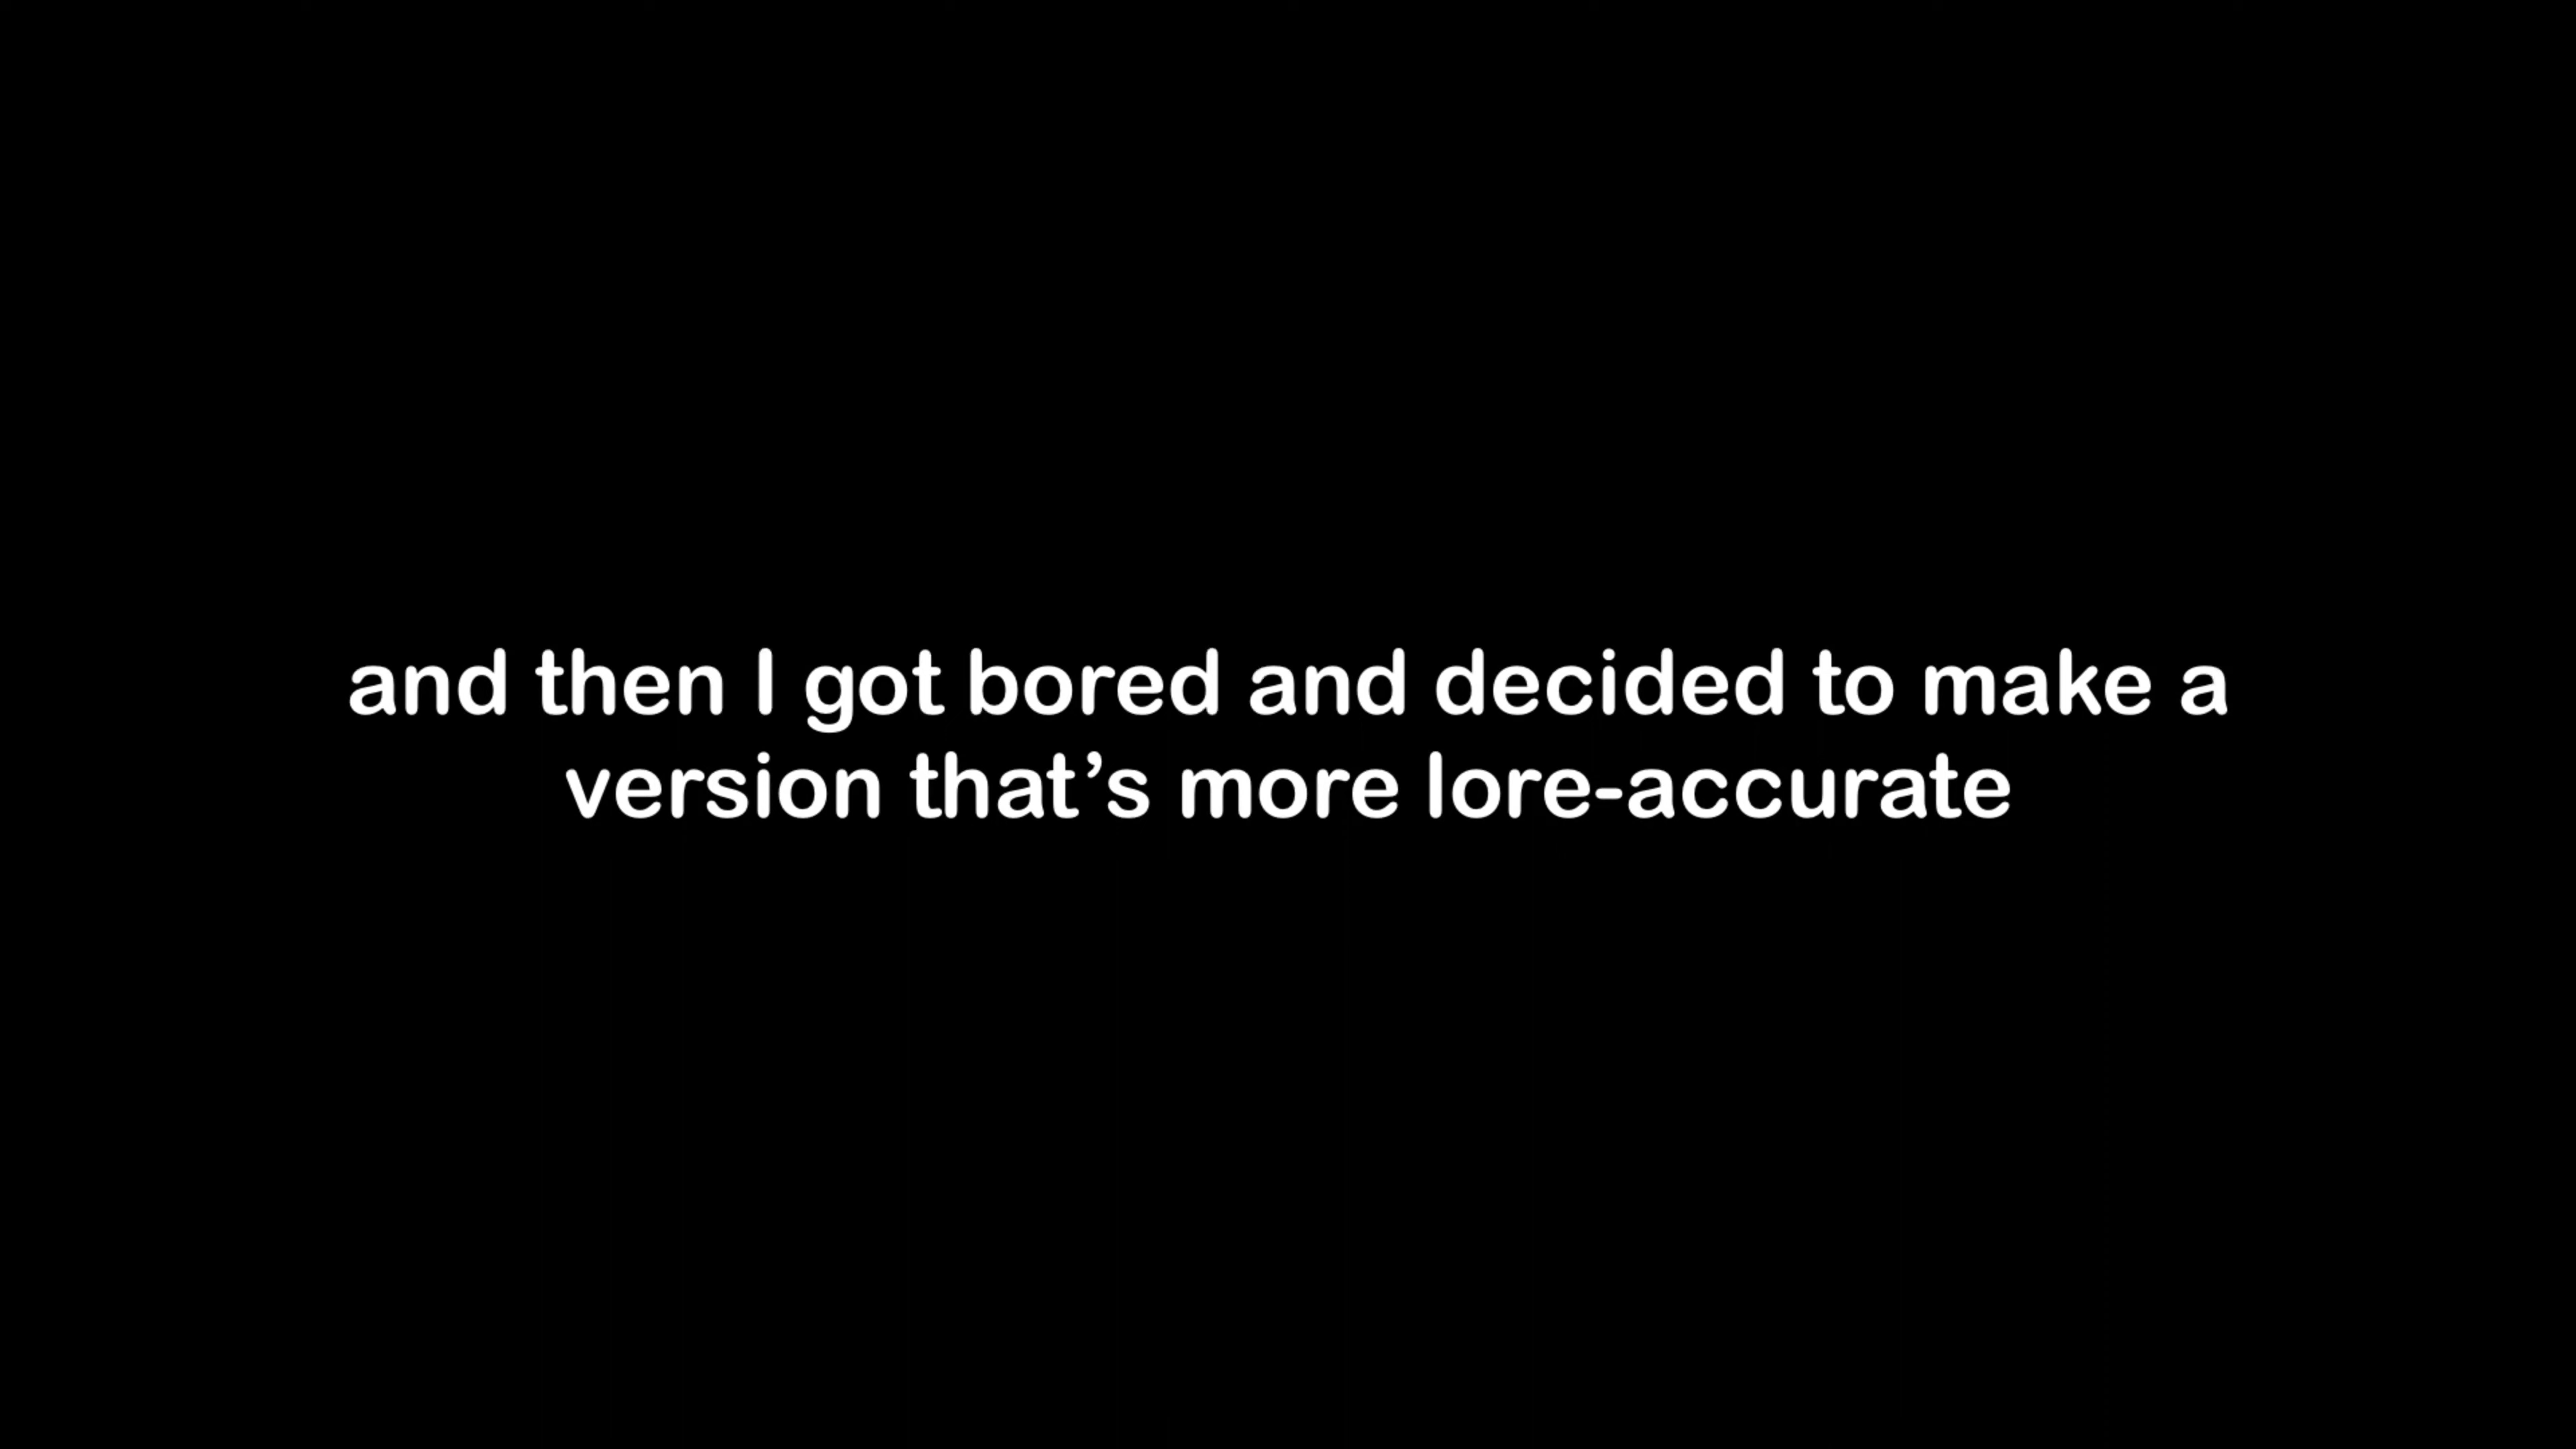 and then I got bored and decided to make a
version that’s more lore-accurate